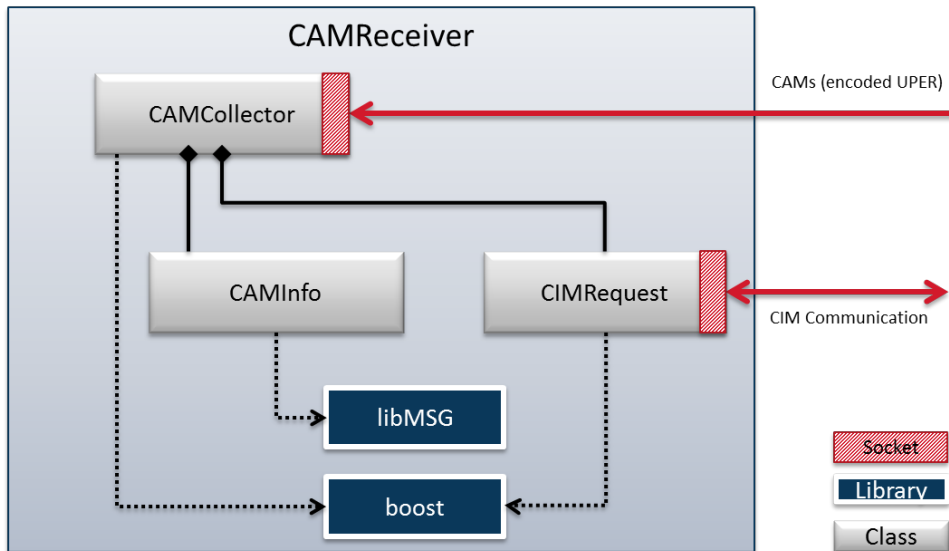 CAMReceiver
CAMs (encoded UPER)
CAMCollector
CAMInfo
CIMRequest
CIM Communication
libMSG
boost
Socket
Library
Class